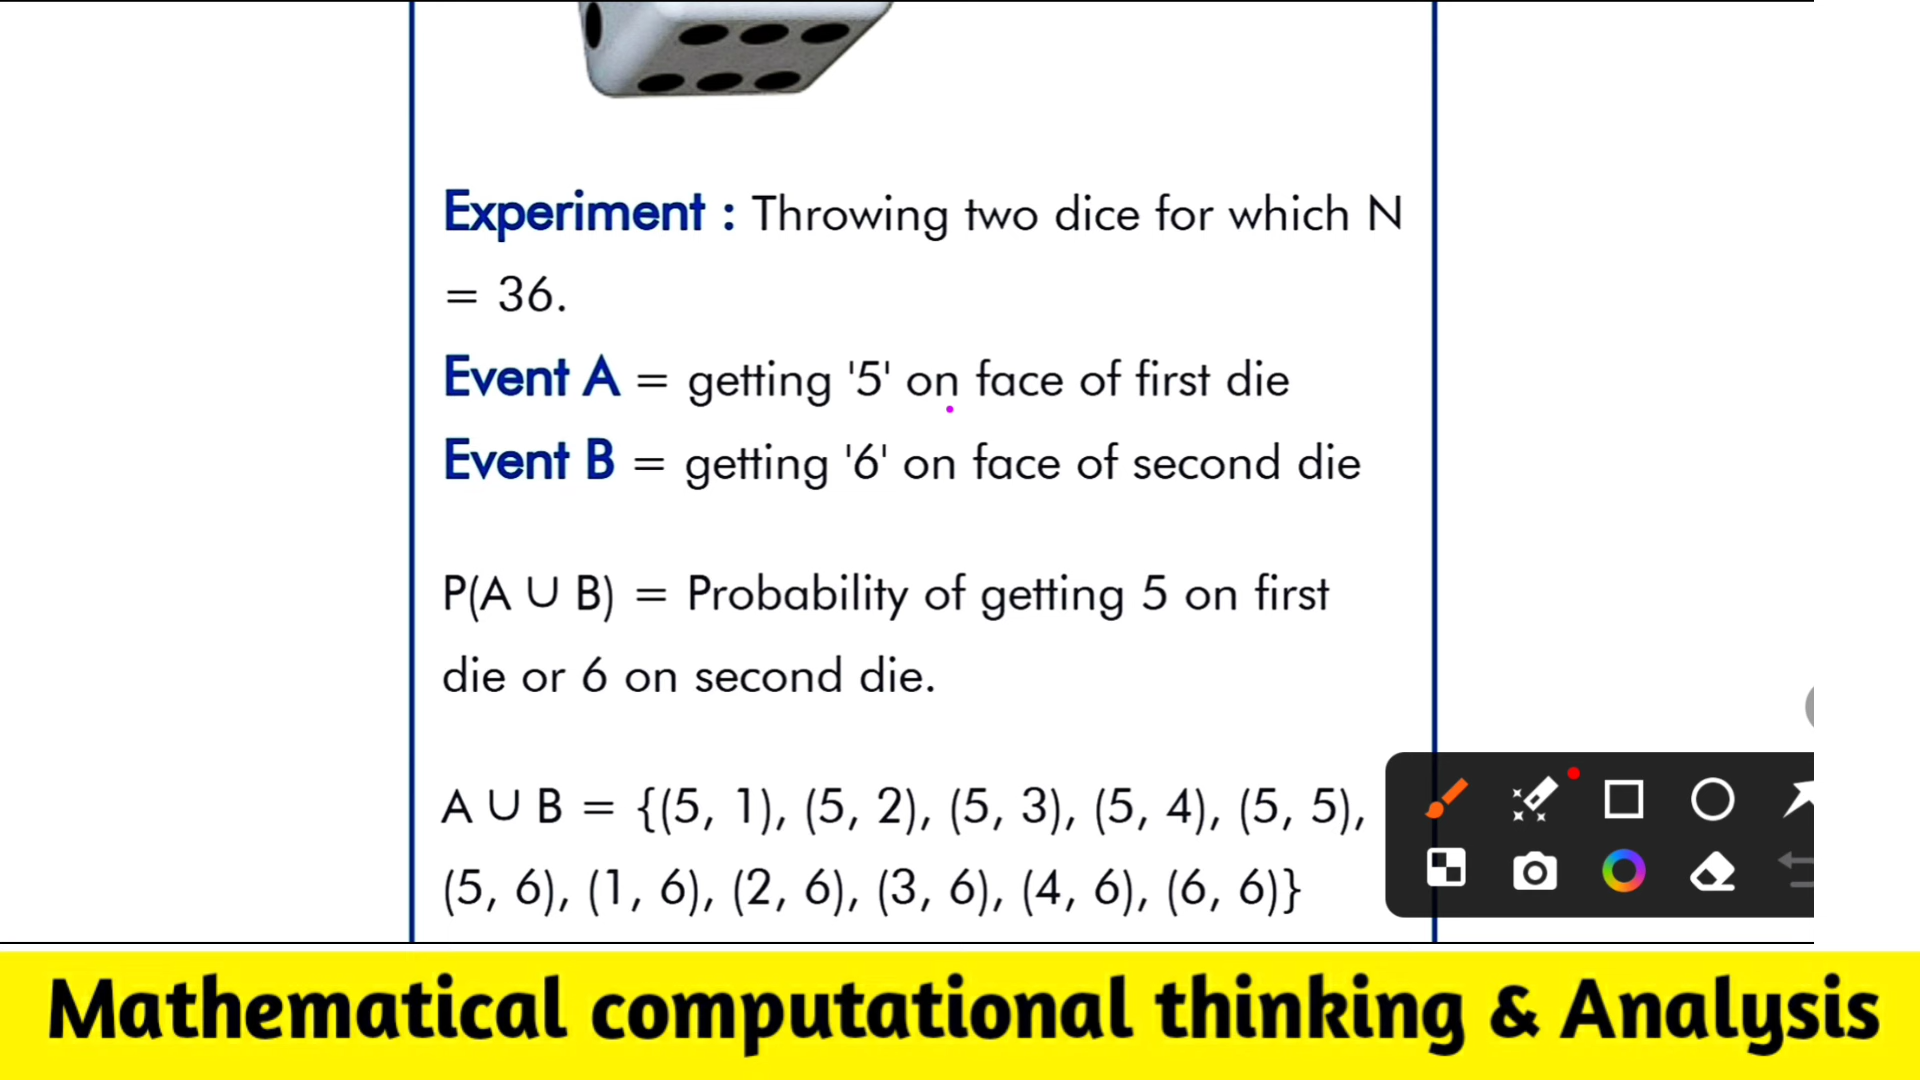 Experiment : Throwing two dice for which N
= 36.
Event A = getting '5' on face of first die
Event B = getting '6' on face of second die
P(A ∪ B) = Probability of getting 5 on first
die or 6 on second die.
A ∪ B = {(5, 1), (5, 2), (5, 3), (5, 4), (5, 5),
(5, 6), (1, 6), (2, 6), (3, 6), (4, 6), (6, 6)}
Mathematical computational thinking & Analysis